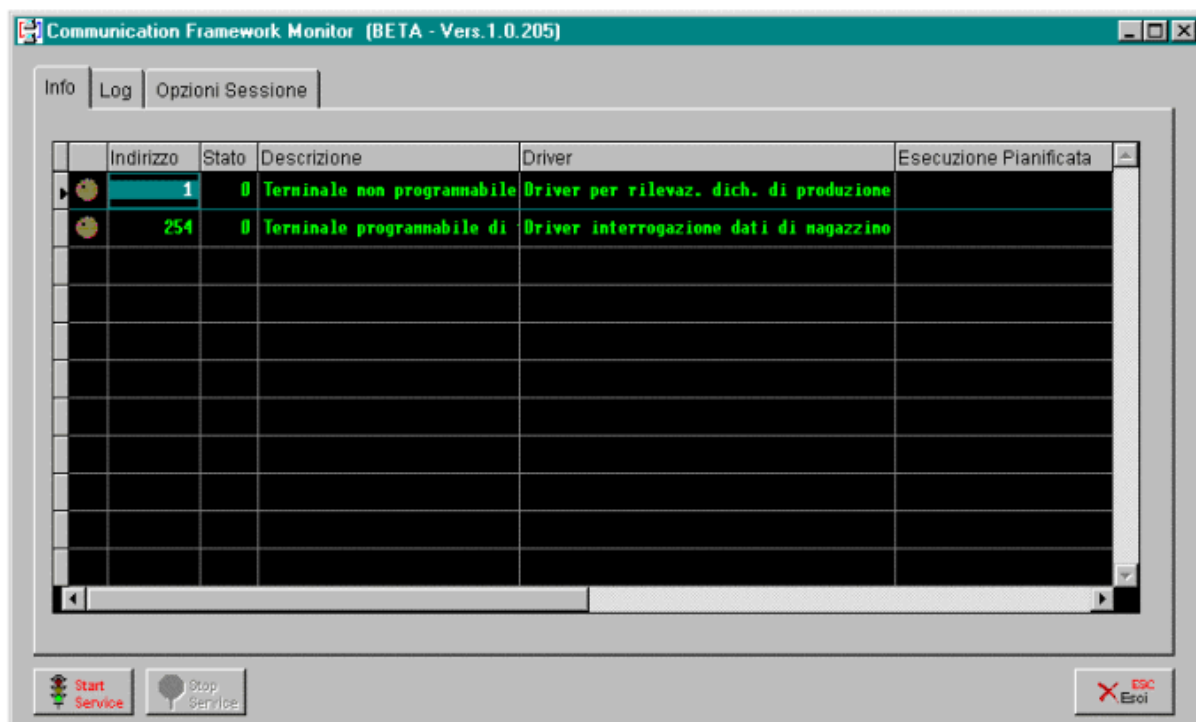 Communication Framework Monitor (BETA - Vers.1.0.205)
Info Log Opzioni Sessione
Indirizzo Stato Descrizione Driver Esecuzione Pianificata
1 0 Terminale non programmabile Driver per rilevaz. dich. di produzione
254 0 Terminale programmabile di Driver interrogazione dati di magazzino
Start Stop ESC
Service Service Esci